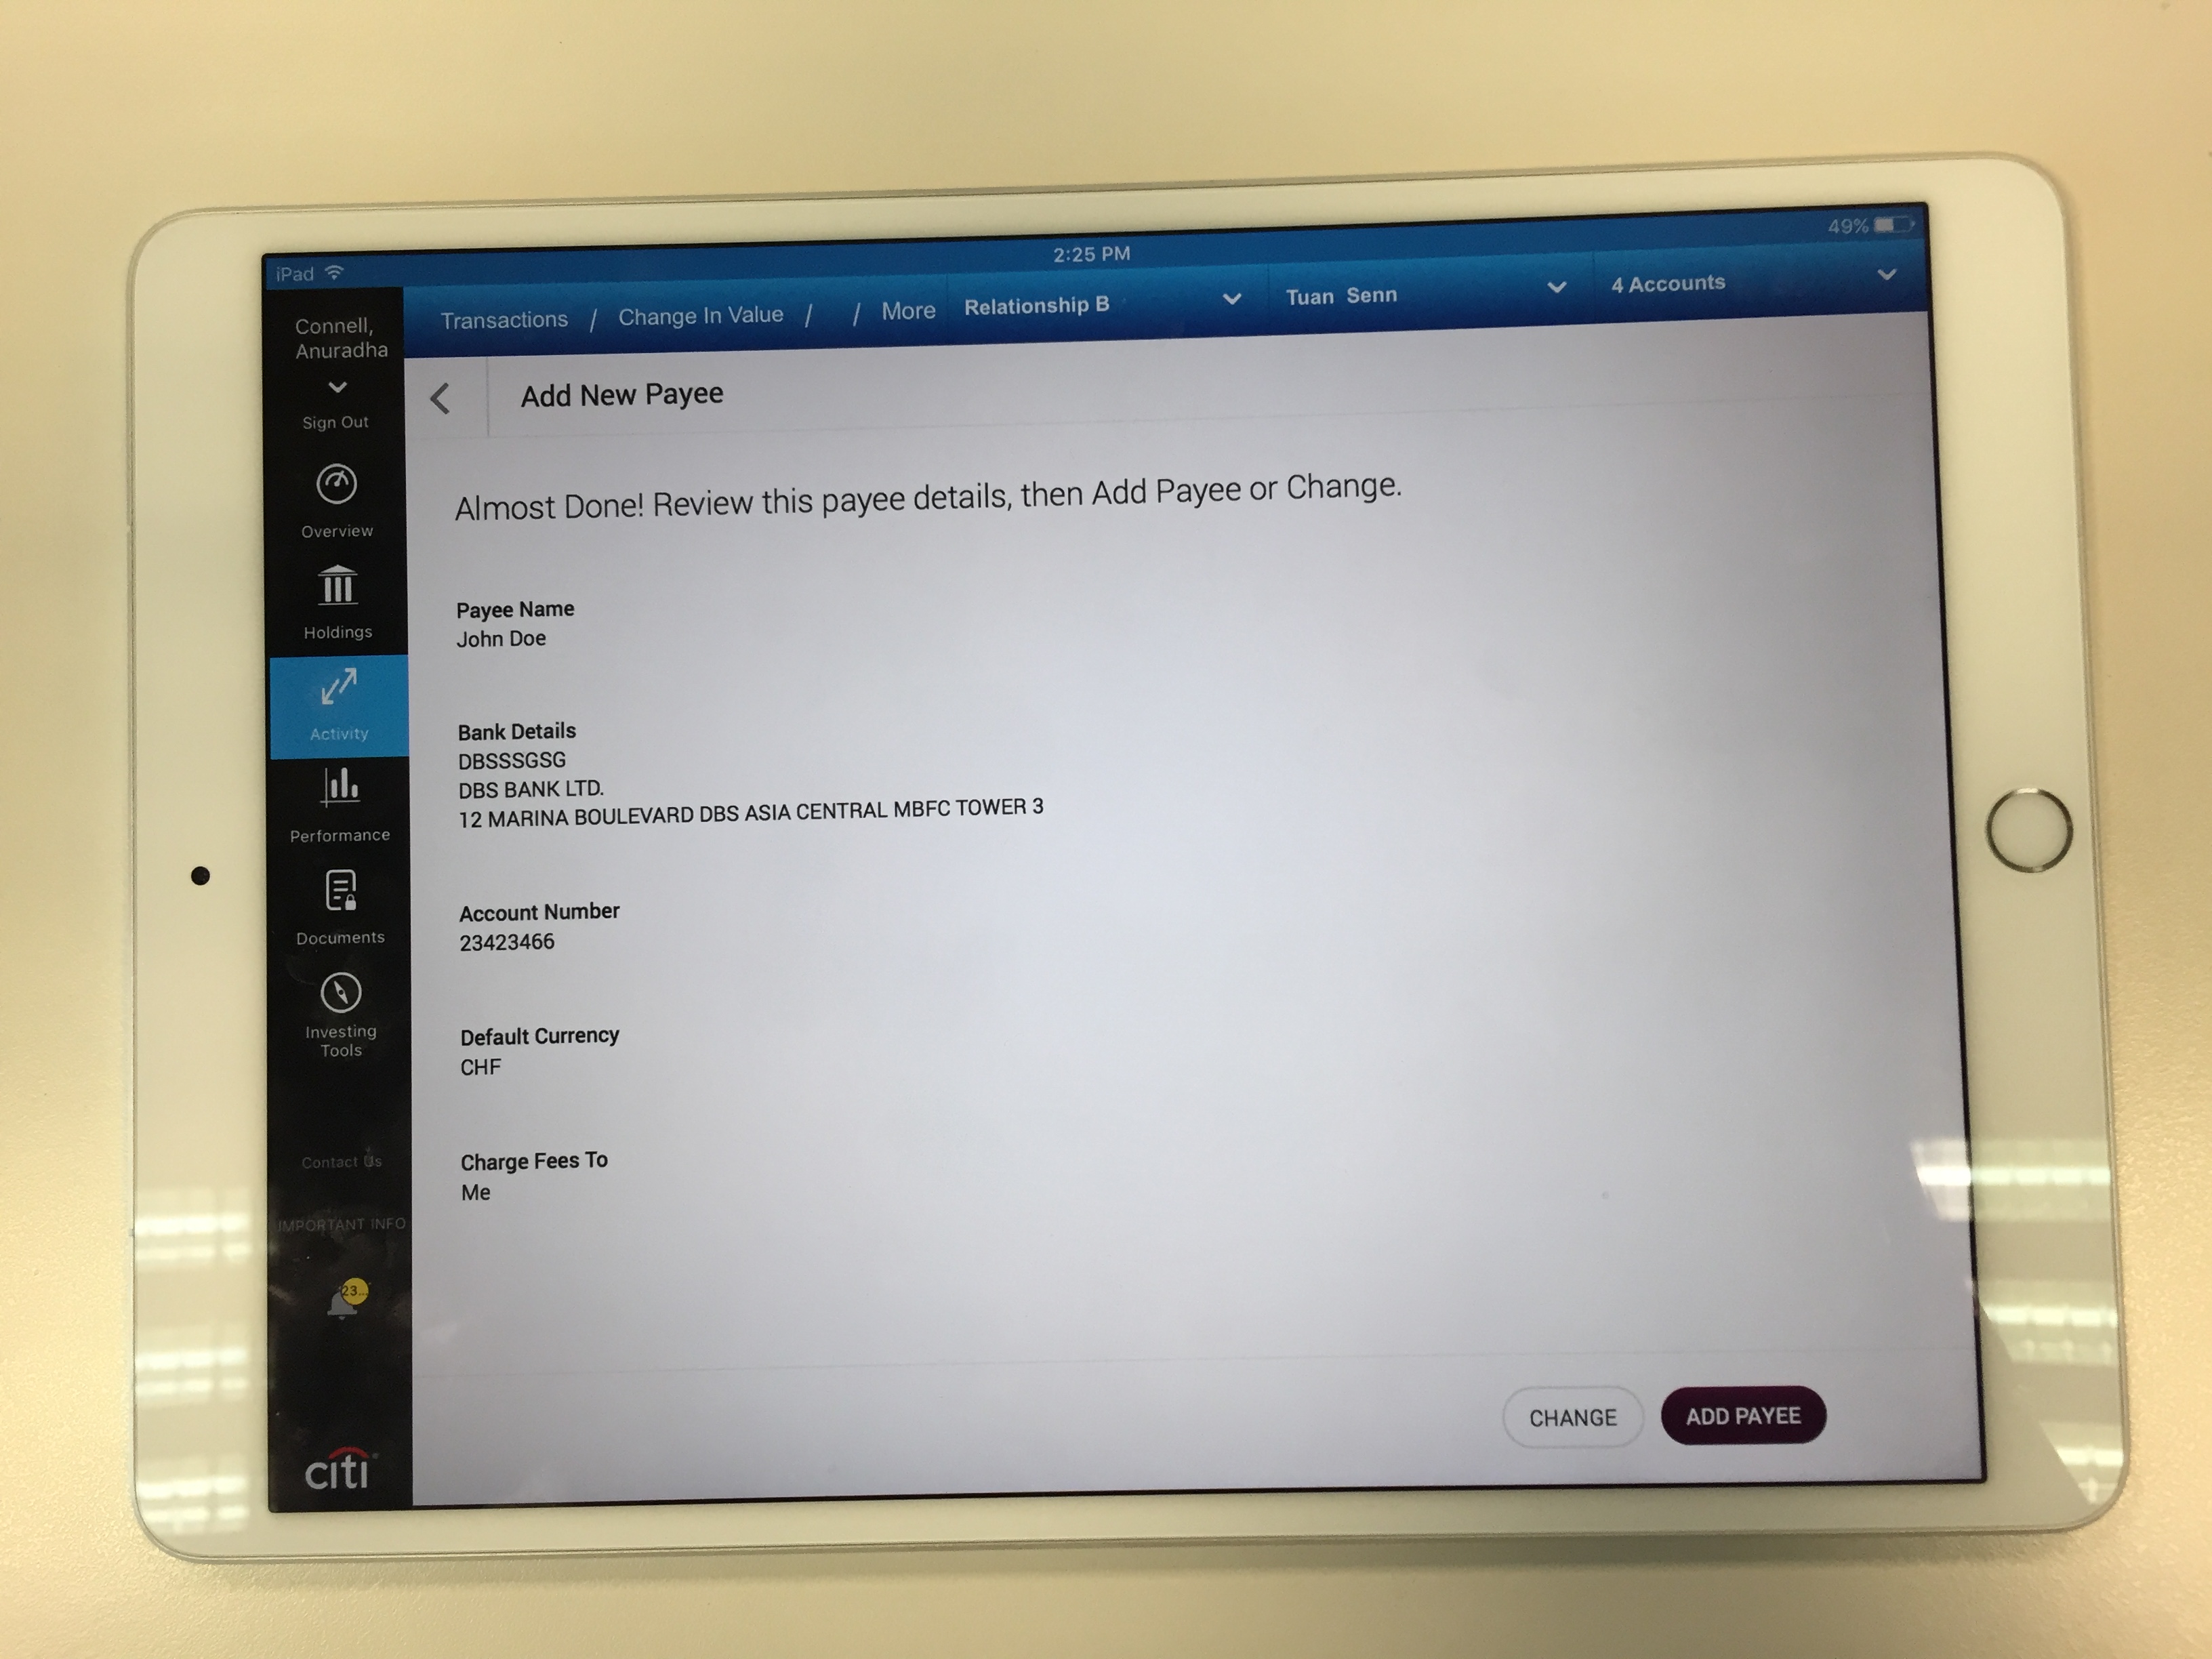 iPad
2:25 PM
49%
Connell,
Anuradha
Sign Out
Overview
Holdings
Activity
Performance
Documents
Investing
Tools
Contact Us
IMPORTANT INFO
23...
citi
Transactions / Change In Value / / More
Relationship B
Tuan Senn
4 Accounts
Add New Payee
Almost Done! Review this payee details, then Add Payee or Change.
Payee Name
John Doe
Bank Details
DBSSSGSG
DBS BANK LTD.
12 MARINA BOULEVARD DBS ASIA CENTRAL MBFC TOWER 3
Account Number
23423466
Default Currency
CHF
Charge Fees To
Me
CHANGE
ADD PAYEE